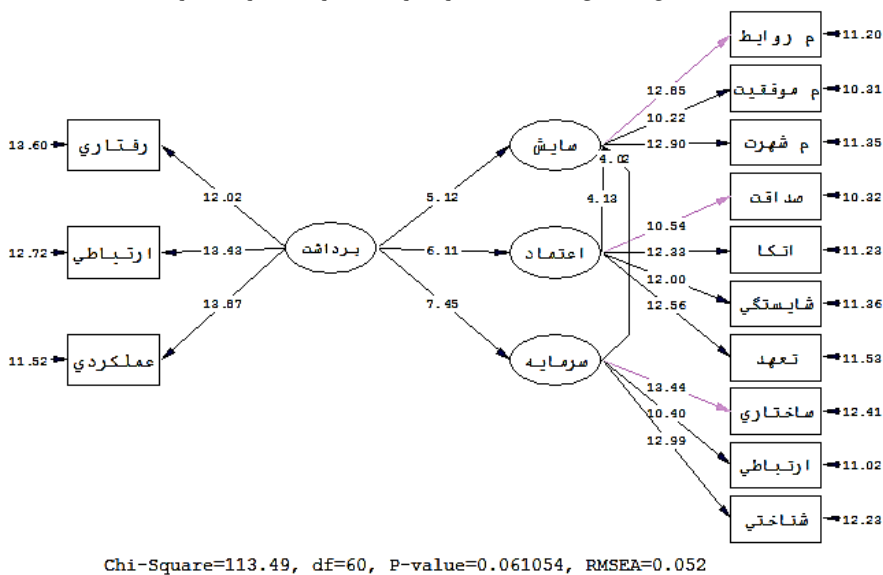 م روابط
11.20
12.85
م موفقيت
10.31
10.22
م شهرت
11.35
12.90
سايش
4.02
4.13
رفتاري
13.60
12.02
5.12
صداقت
10.32
10.54
ارتباطي
12.72
13.43
برداشت
6.11
اعتماد
12.33
اتکا
11.23
12.00
شايستگي
11.36
12.56
تعهد
11.53
13.87
7.45
عملکردي
11.52
سرمايه
13.44
ساختاري
12.41
10.40
ارتباطي
11.02
12.99
شناختي
12.23
Chi-Square=113.49, df=60, P-value=0.061054, RMSEA=0.052